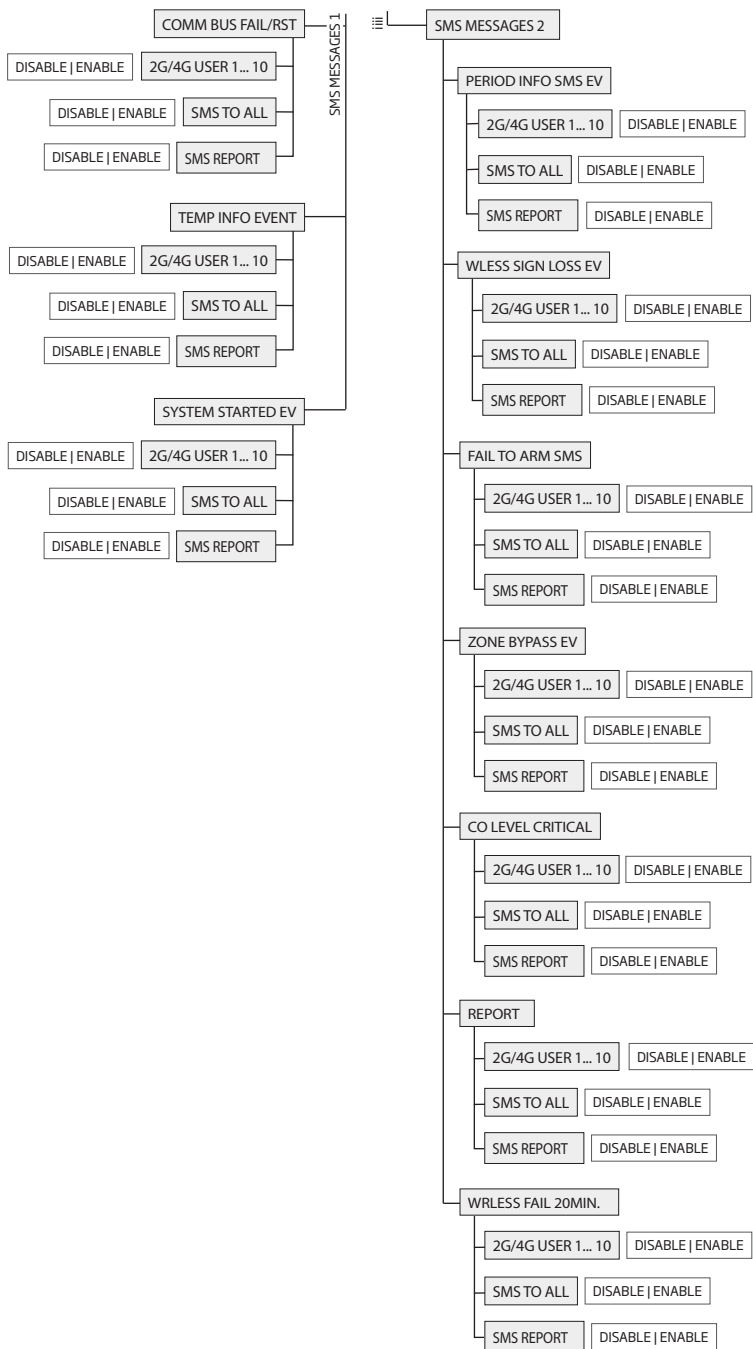 COMM BUS FAIL/RST
DISABLE | ENABLE 2G/4G USER 1... 10
DISABLE | ENABLE SMS TO ALL
DISABLE | ENABLE SMS REPORT
TEMP INFO EVENT
DISABLE | ENABLE 2G/4G USER 1... 10
DISABLE | ENABLE SMS TO ALL
DISABLE | ENABLE SMS REPORT
SYSTEM STARTED EV
DISABLE | ENABLE 2G/4G USER 1... 10
DISABLE | ENABLE SMS TO ALL
DISABLE | ENABLE SMS REPORT
SMS MESSAGES 1
SMS MESSAGES 2
PERIOD INFO SMS EV
2G/4G USER 1... 10 DISABLE | ENABLE
SMS TO ALL DISABLE | ENABLE
SMS REPORT DISABLE | ENABLE
WLESS SIGN LOSS EV
2G/4G USER 1... 10 DISABLE | ENABLE
SMS TO ALL DISABLE | ENABLE
SMS REPORT DISABLE | ENABLE
FAIL TO ARM SMS
2G/4G USER 1... 10 DISABLE | ENABLE
SMS TO ALL DISABLE | ENABLE
SMS REPORT DISABLE | ENABLE
ZONE BYPASS EV
2G/4G USER 1... 10 DISABLE | ENABLE
SMS TO ALL DISABLE | ENABLE
SMS REPORT DISABLE | ENABLE
CO LEVEL CRITICAL
2G/4G USER 1... 10 DISABLE | ENABLE
SMS TO ALL DISABLE | ENABLE
SMS REPORT DISABLE | ENABLE
REPORT
2G/4G USER 1... 10 DISABLE | ENABLE
SMS TO ALL DISABLE | ENABLE
SMS REPORT DISABLE | ENABLE
WRLESS FAIL 20MIN.
2G/4G USER 1... 10 DISABLE | ENABLE
SMS TO ALL DISABLE | ENABLE
SMS REPORT DISABLE | ENABLE